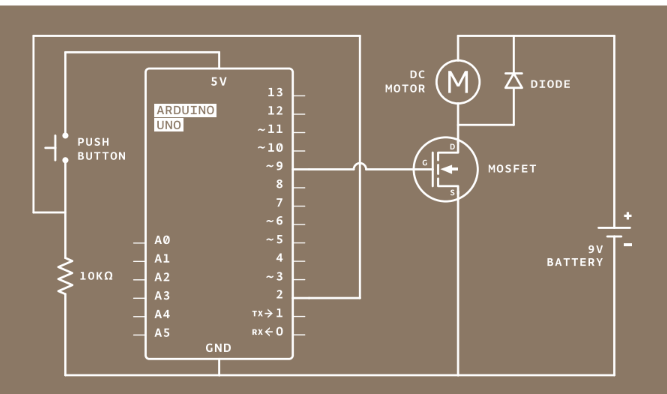 5V
ARDUINO
UNO
13
12
~11
~10
~9
8
7
~6
~5
4
~3
2
TX→1
RX←0
A0
A1
A2
A3
A4
A5
GND
PUSH
BUTTON
10KΩ
DC
MOTOR
M
DIODE
D
G
S
MOSFET
+
-
9V
BATTERY